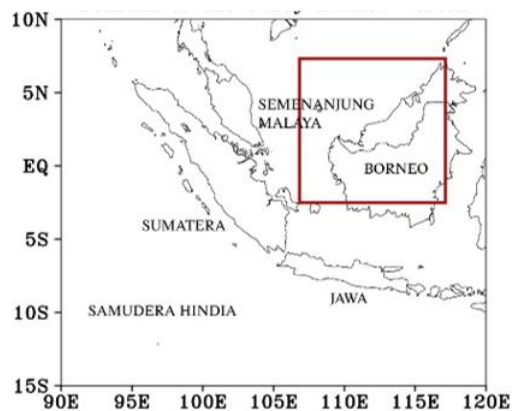 10N
5N
SEMENANJUNG
MALAYA
EQ
BORNEO
SUMATERA
5S
JAWA
10S
SAMUDERA HINDIA
15S
90E 95E 100E 105E 110E 115E 120E